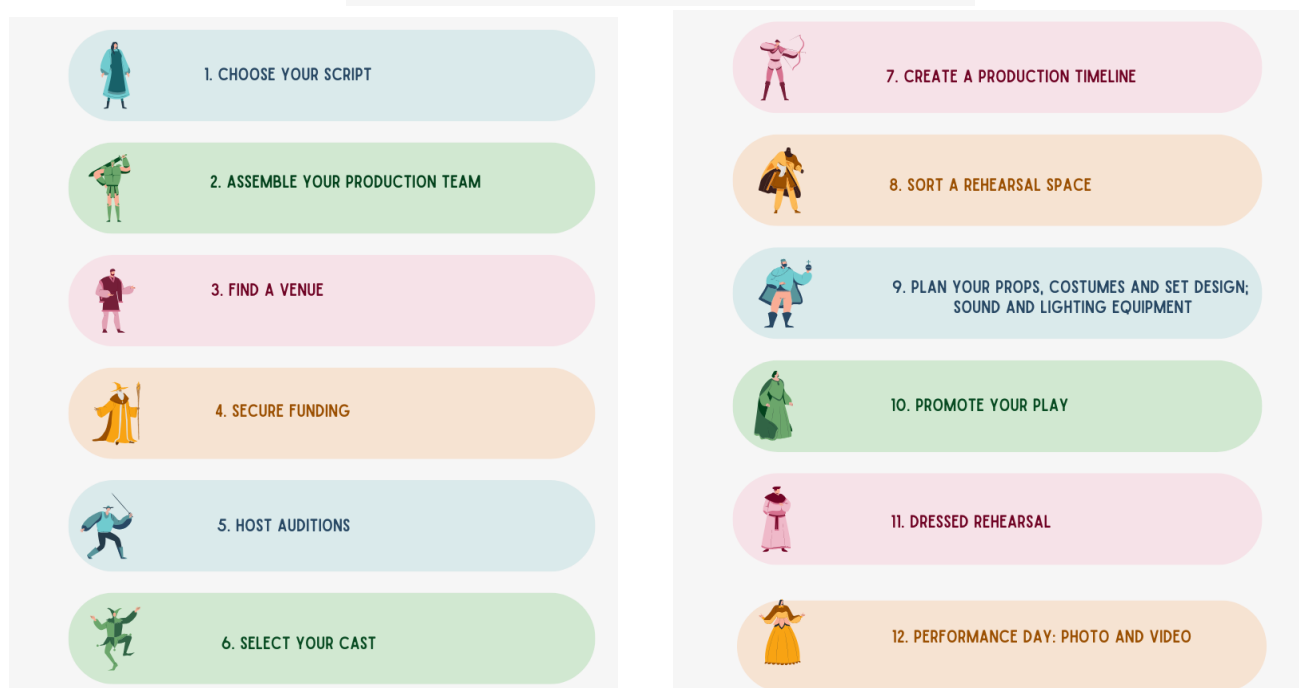 1. CHOOSE YOUR SCRIPT
2. ASSEMBLE YOUR PRODUCTION TEAM
3. FIND A VENUE
4. SECURE FUNDING
5. HOST AUDITIONS
6. SELECT YOUR CAST
7. CREATE A PRODUCTION TIMELINE
8. SORT A REHEARSAL SPACE
9. PLAN YOUR PROPS, COSTUMES AND SET DESIGN;
SOUND AND LIGHTING EQUIPMENT
10. PROMOTE YOUR PLAY
11. DRESSED REHEARSAL
12. PERFORMANCE DAY: PHOTO AND VIDEO